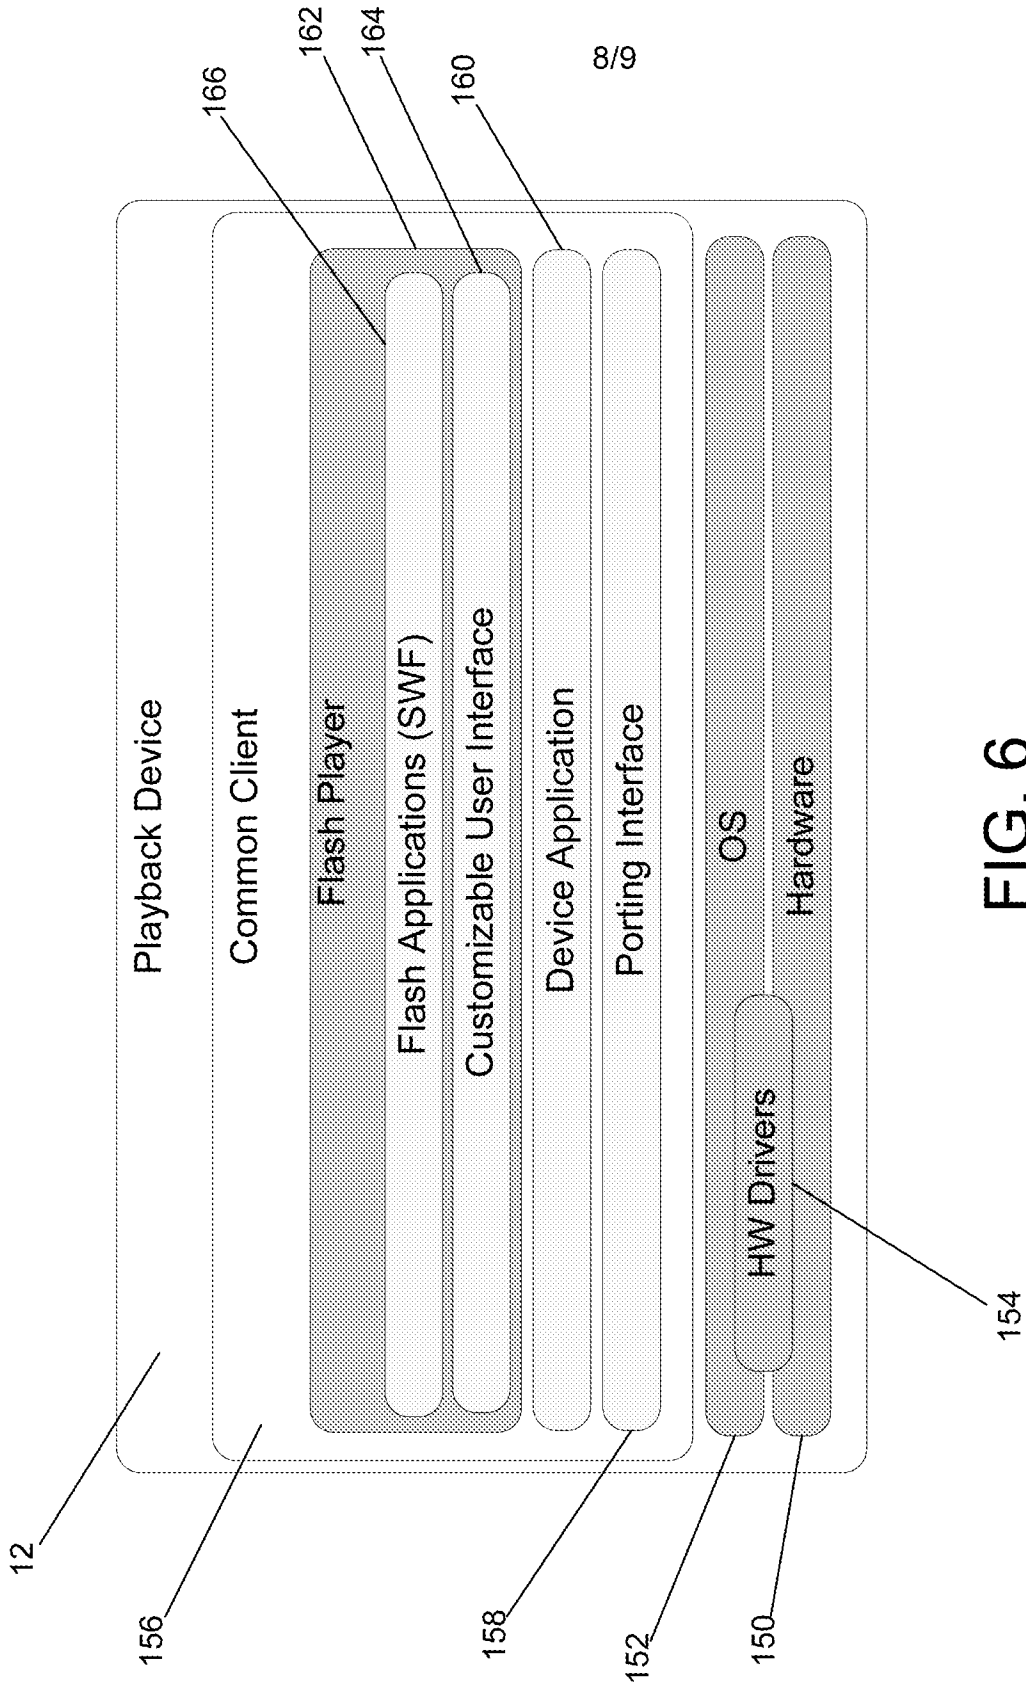 8/9
12
Playback Device
156
Common Client
166
162
Flash Player
Flash Applications (SWF)
164
Customizable User Interface
160
Device Application
158
Porting Interface
152
OS
HW Drivers
154
150
Hardware
FIG. 6